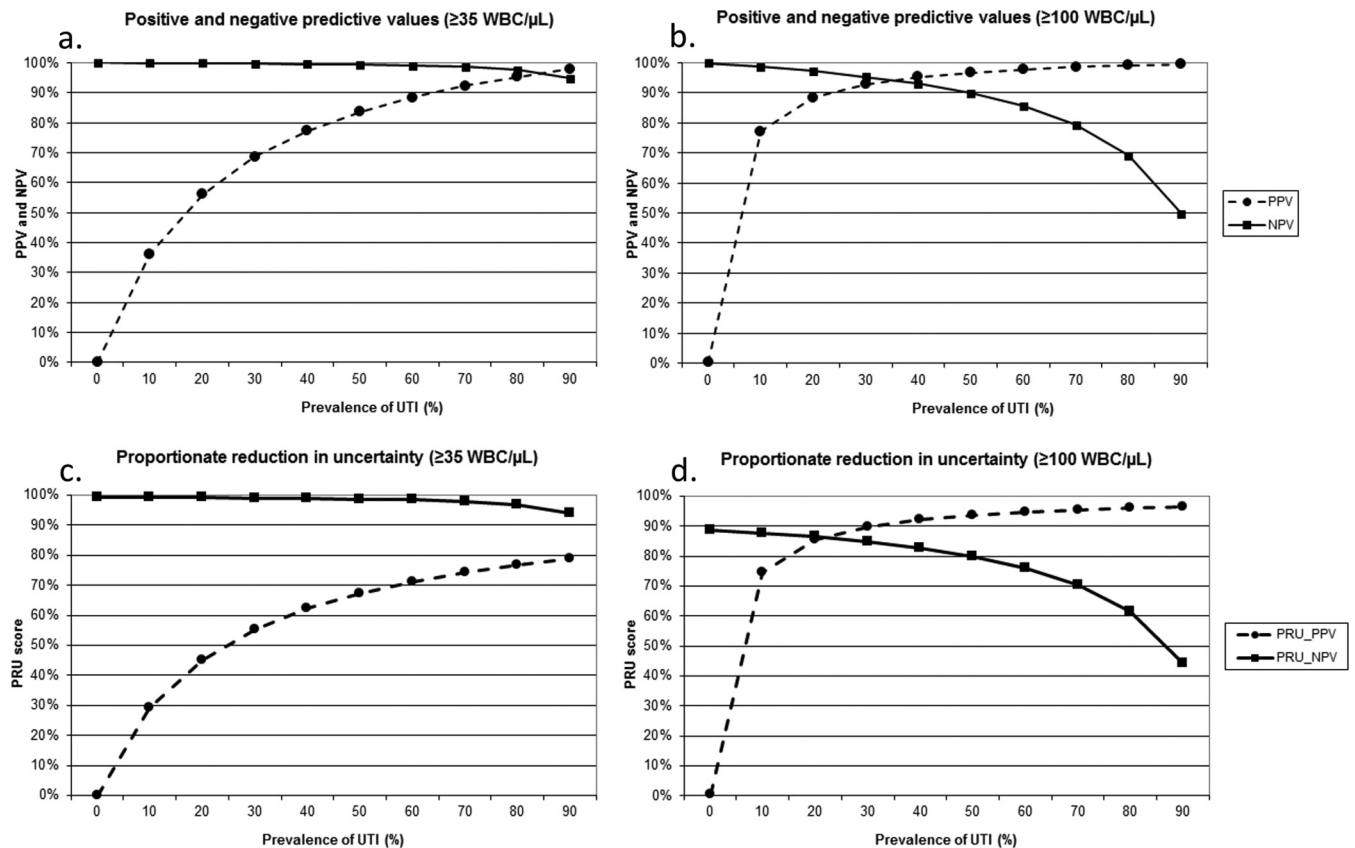 Positive and negative predictive values (≥35 WBC/µL)
a.
100%
90%
80%
70%
60%
50%
40%
30%
20%
10%
0%
PPV and NPV
0 10 20 30 40 50 60 70 80 90
Prevalence of UTI (%)
Positive and negative predictive values (≥100 WBC/µL)
b.
100%
90%
80%
70%
60%
50%
40%
30%
20%
10%
0%
PPV and NPV
0 10 20 30 40 50 60 70 80 90
Prevalence of UTI (%)
PPV
NPV
Proportionate reduction in uncertainty (≥35 WBC/µL)
c.
100%
90%
80%
70%
60%
50%
40%
30%
20%
10%
0%
PRU score
0 10 20 30 40 50 60 70 80 90
Prevalence of UTI (%)
Proportionate reduction in uncertainty (≥100 WBC/µL)
d.
100%
90%
80%
70%
60%
50%
40%
30%
20%
10%
0%
PRU score
0 10 20 30 40 50 60 70 80 90
Prevalence of UTI (%)
PRU_PPV
PRU_NPV